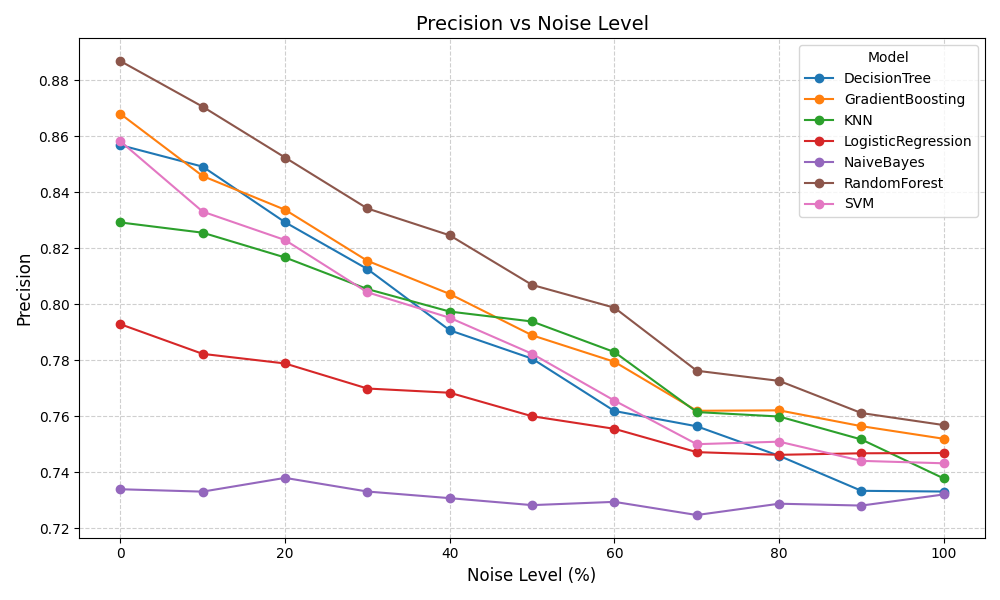 Precision vs Noise Level
Model
DecisionTree
GradientBoosting
KNN
LogisticRegression
NaiveBayes
RandomForest
SVM
Precision
0.88
0.86
0.84
0.82
0.80
0.78
0.76
0.74
0.72
0 20 40 60 80 100
Noise Level (%)